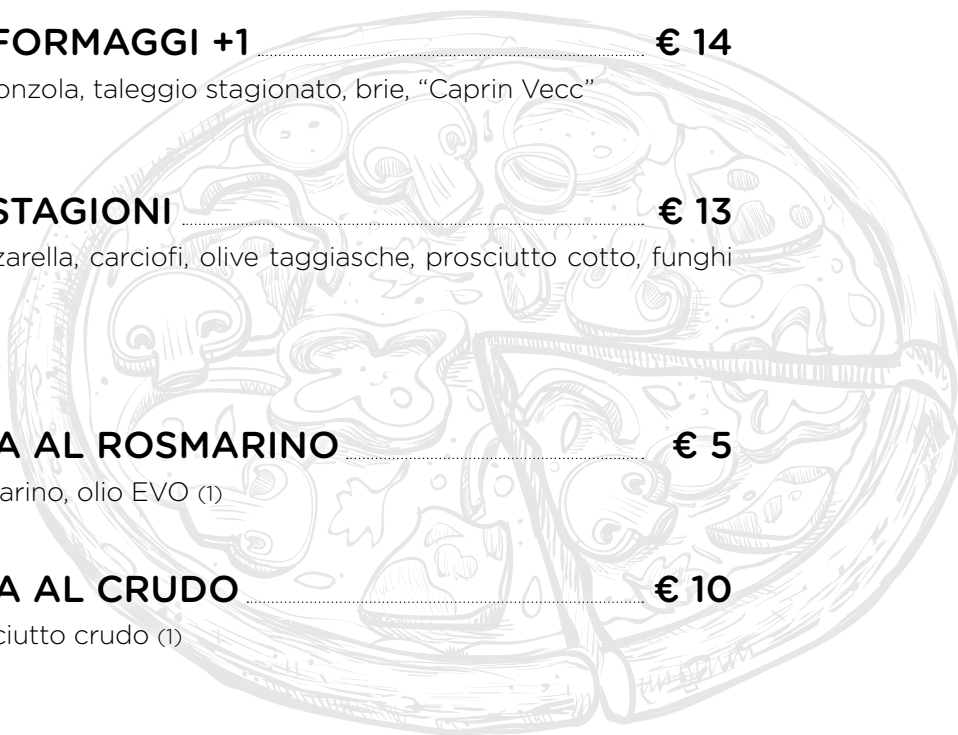 FORMAGGI +1 € 14
onzola, taleggio stagionato, brie, “Caprin Vecc”
STAGIONI € 13
zarella, carciofi, olive taggiasche, prosciutto cotto, funghi
A AL ROSMARINO € 5
arino, olio EVO (1)
A AL CRUDO € 10
ciutto crudo (1)